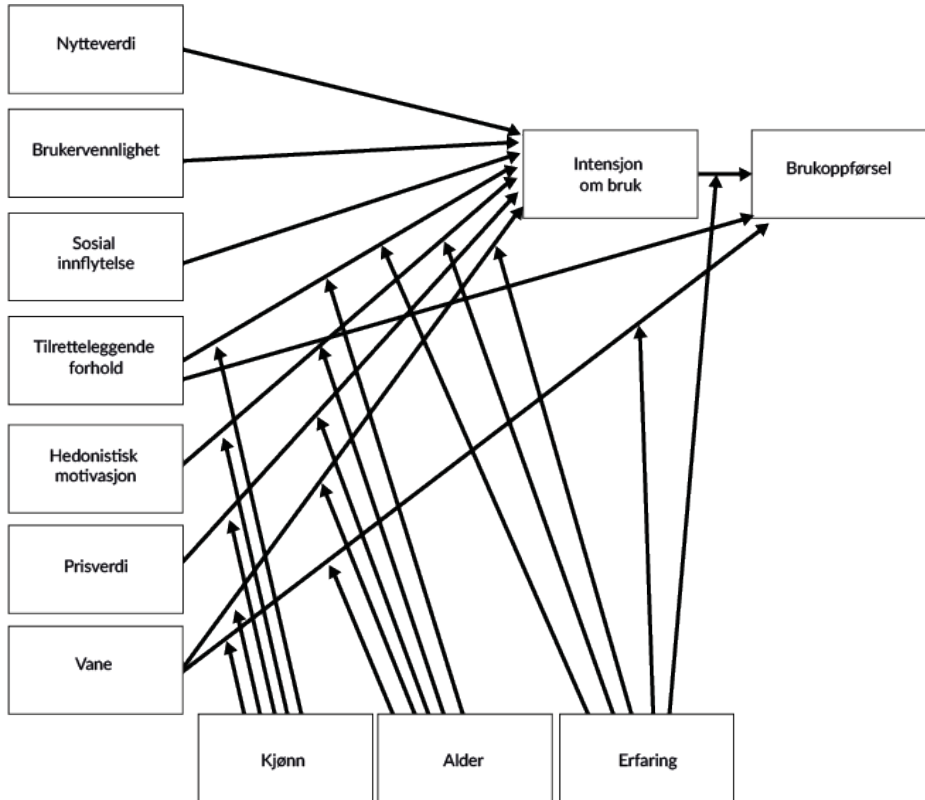 Nytteverdi
Brukervennlighet
Sosial
innflytelse
Tilretteleggende
forhold
Hedonistisk
motivasjon
Prisverdi
Vane
Intensjon
om bruk
Brukoppførsel
Kjønn
Alder
Erfaring